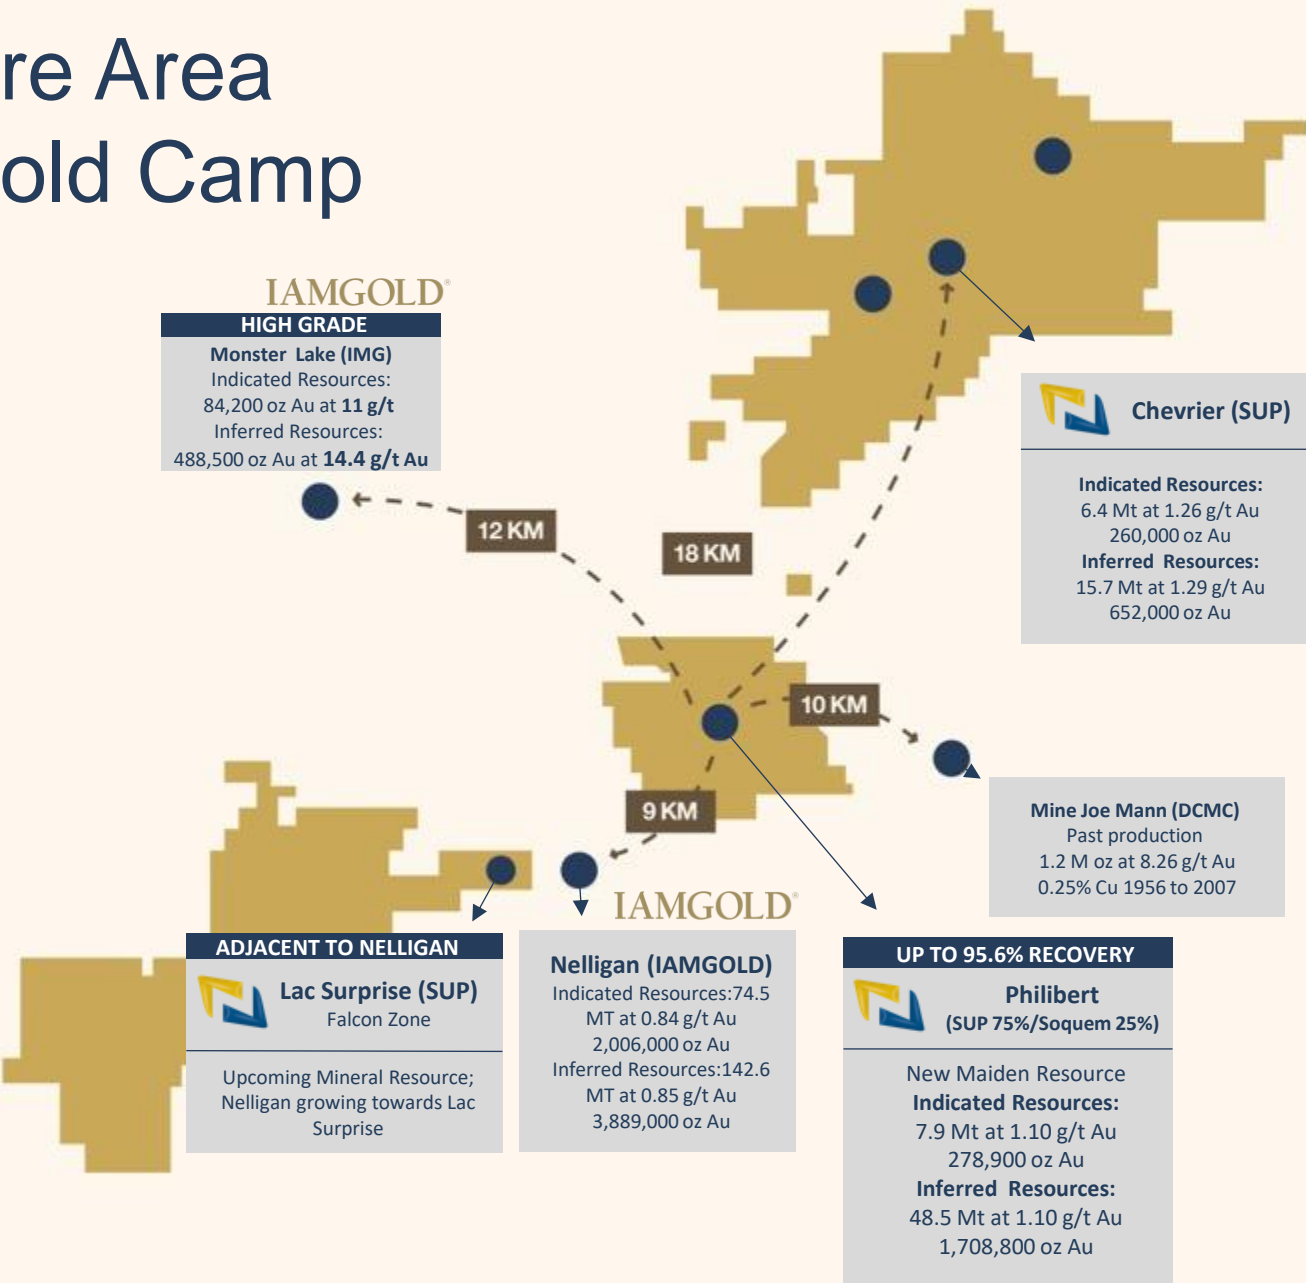 re Area
old Camp
IAMGOLD®
HIGH GRADE
Monster Lake (IMG)
Indicated Resources:
84,200 oz Au at 11 g/t
Inferred Resources:
488,500 oz Au at 14.4 g/t Au
12 KM
18 KM
Chevrier (SUP)
Indicated Resources:
6.4 Mt at 1.26 g/t Au
260,000 oz Au
Inferred Resources:
15.7 Mt at 1.29 g/t Au
652,000 oz Au
10 KM
9 KM
Mine Joe Mann (DCMC)
Past production
1.2 M oz at 8.26 g/t Au
0.25% Cu 1956 to 2007
ADJACENT TO NELLIGAN
Lac Surprise (SUP)
Falcon Zone
Upcoming Mineral Resource;
Nelligan growing towards Lac
Surprise
IAMGOLD®
Nelligan (IAMGOLD)
Indicated Resources:74.5
MT at 0.84 g/t Au
2,006,000 oz Au
Inferred Resources:142.6
MT at 0.85 g/t Au
3,889,000 oz Au
UP TO 95.6% RECOVERY
Philibert
(SUP 75%/Soquem 25%)
New Maiden Resource
Indicated Resources:
7.9 Mt at 1.10 g/t Au
278,900 oz Au
Inferred Resources:
48.5 Mt at 1.10 g/t Au
1,708,800 oz Au